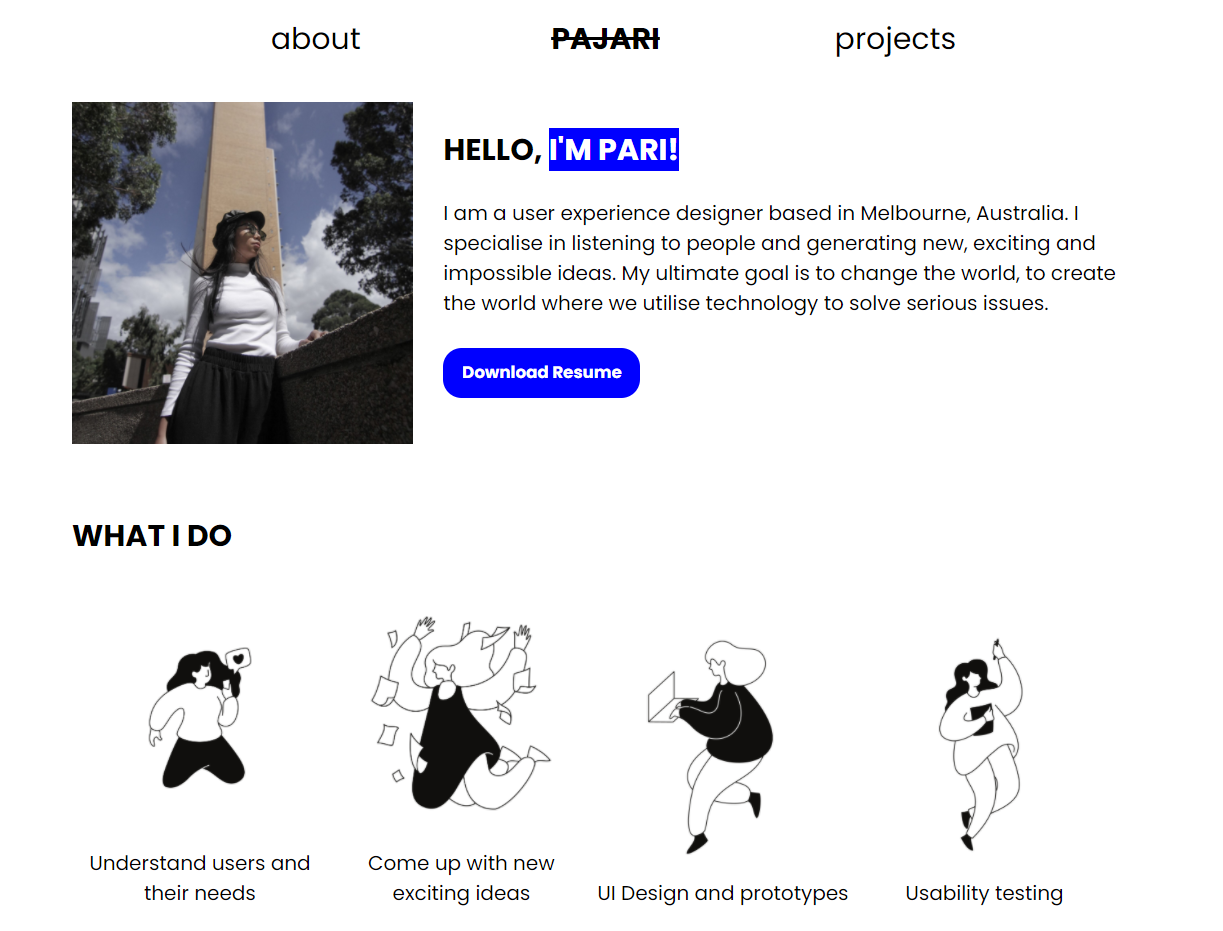 about
PAJARI
projects
HELLO, I'M PARI!
I am a user experience designer based in Melbourne, Australia. I
specialise in listening to people and generating new, exciting and
impossible ideas. My ultimate goal is to change the world, to create
the world where we utilise technology to solve serious issues.
Download Resume
WHAT I DO
Understand users and
their needs
Come up with new
exciting ideas
UI Design and prototypes
Usability testing